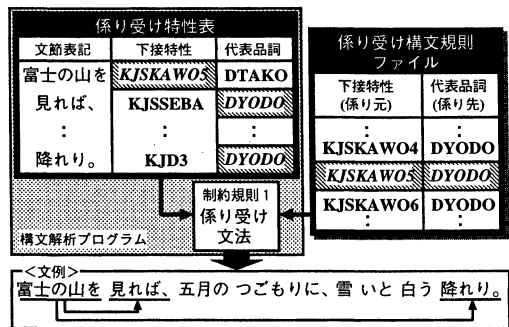 係り受け特性表
文節表記 下接特性 代表品詞
富士の山を KJSKAWO5 DTAKO
見れば、 KJSSEBA DYODO
： ： ：
降れり。 KJD3 DYODO
構文解析プログラム
制約規則1
係り受け
文法
係り受け構文規則
ファイル
下接特性 代表品詞
(係り元) (係り先)
： ：
KJSKAWO4 DYODO
KJSKAWO5 DYODO
KJSKAWO6 DYODO
： ：
＜文例＞
富士の山を 見れば、 五月の つごもりに、 雪 いと 白う 降れり。